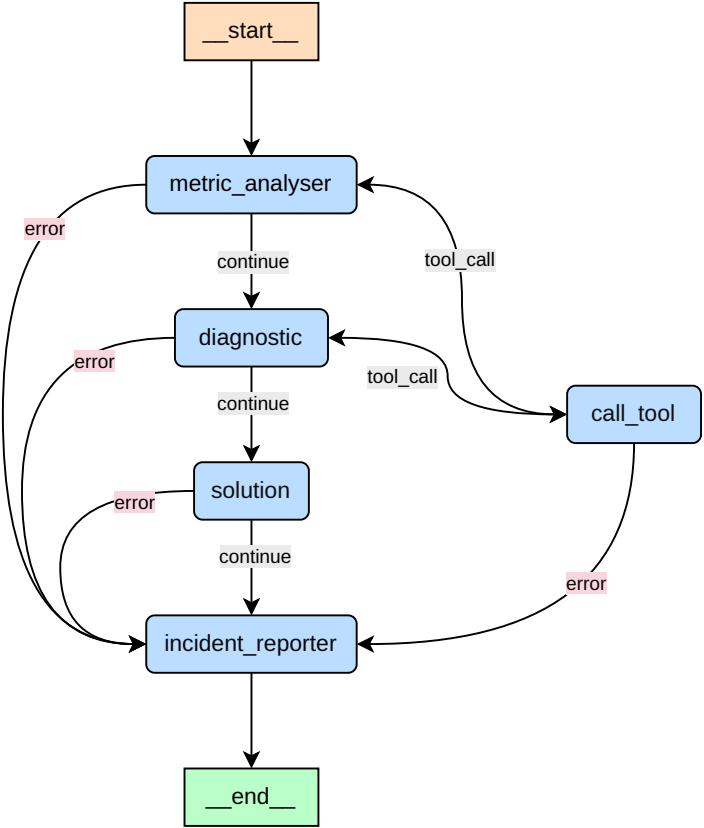 __start__
metric_analyser
error
continue
tool_call
diagnostic
error
tool_call
continue
call_tool
solution
error
continue
error
incident_reporter
__end__